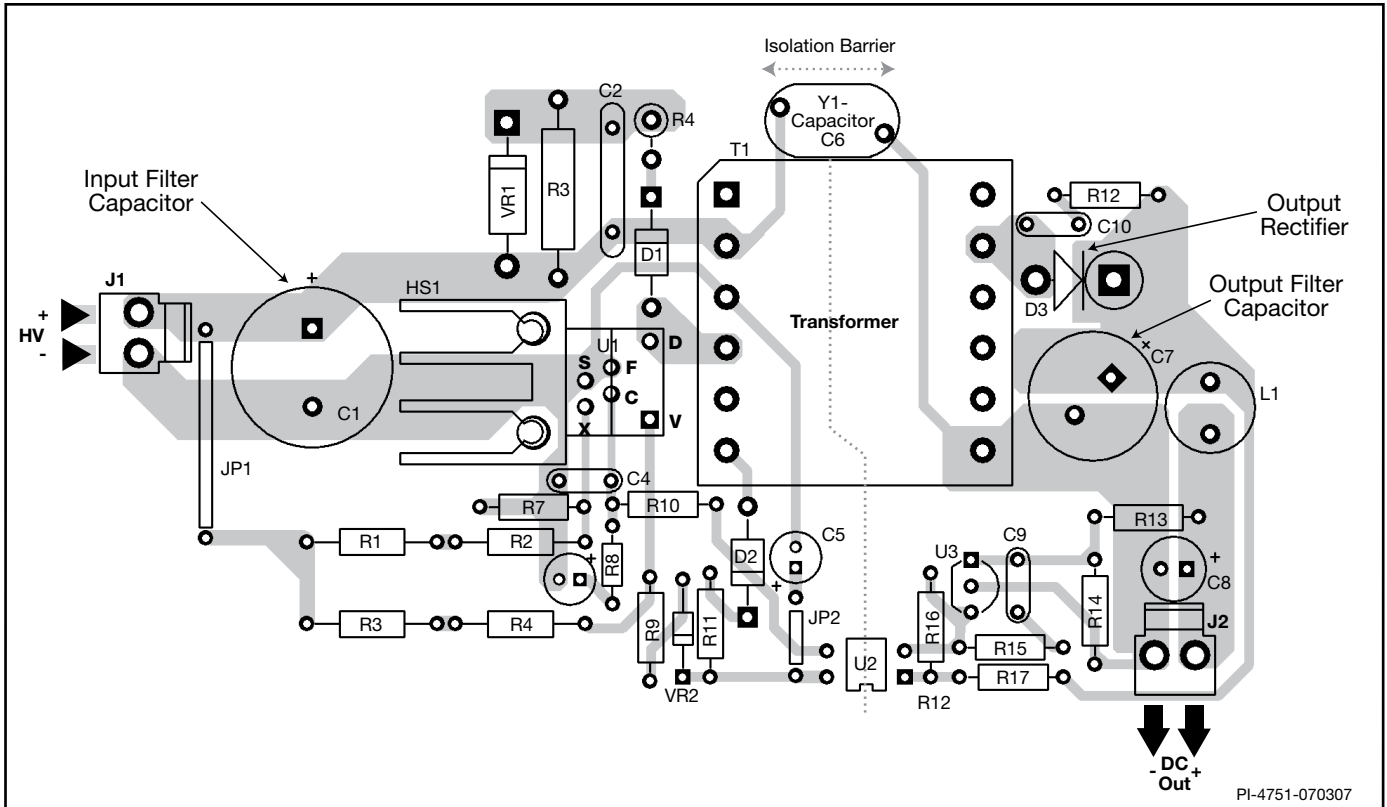 Isolation Barrier
Y1-
Capacitor
C6
C2
R4
T1
Input Filter
Capacitor
VR1
R3
R12
C10
Output
Rectifier
D1
J1
+
HS1
D3
Output Filter
Capacitor
+
HV
-
Transformer
+
C7
U1
D
S
F
C
X
V
C1
L1
JP1
C4
R7
R10
R13
R1
R2
+
R8
D2
C5
+
U3
C9
+
C8
R14
R3
R4
R9
R11
JP2
R16
J2
R15
U2
R17
VR2
R12
- DC +
Out
PI-4751-070307